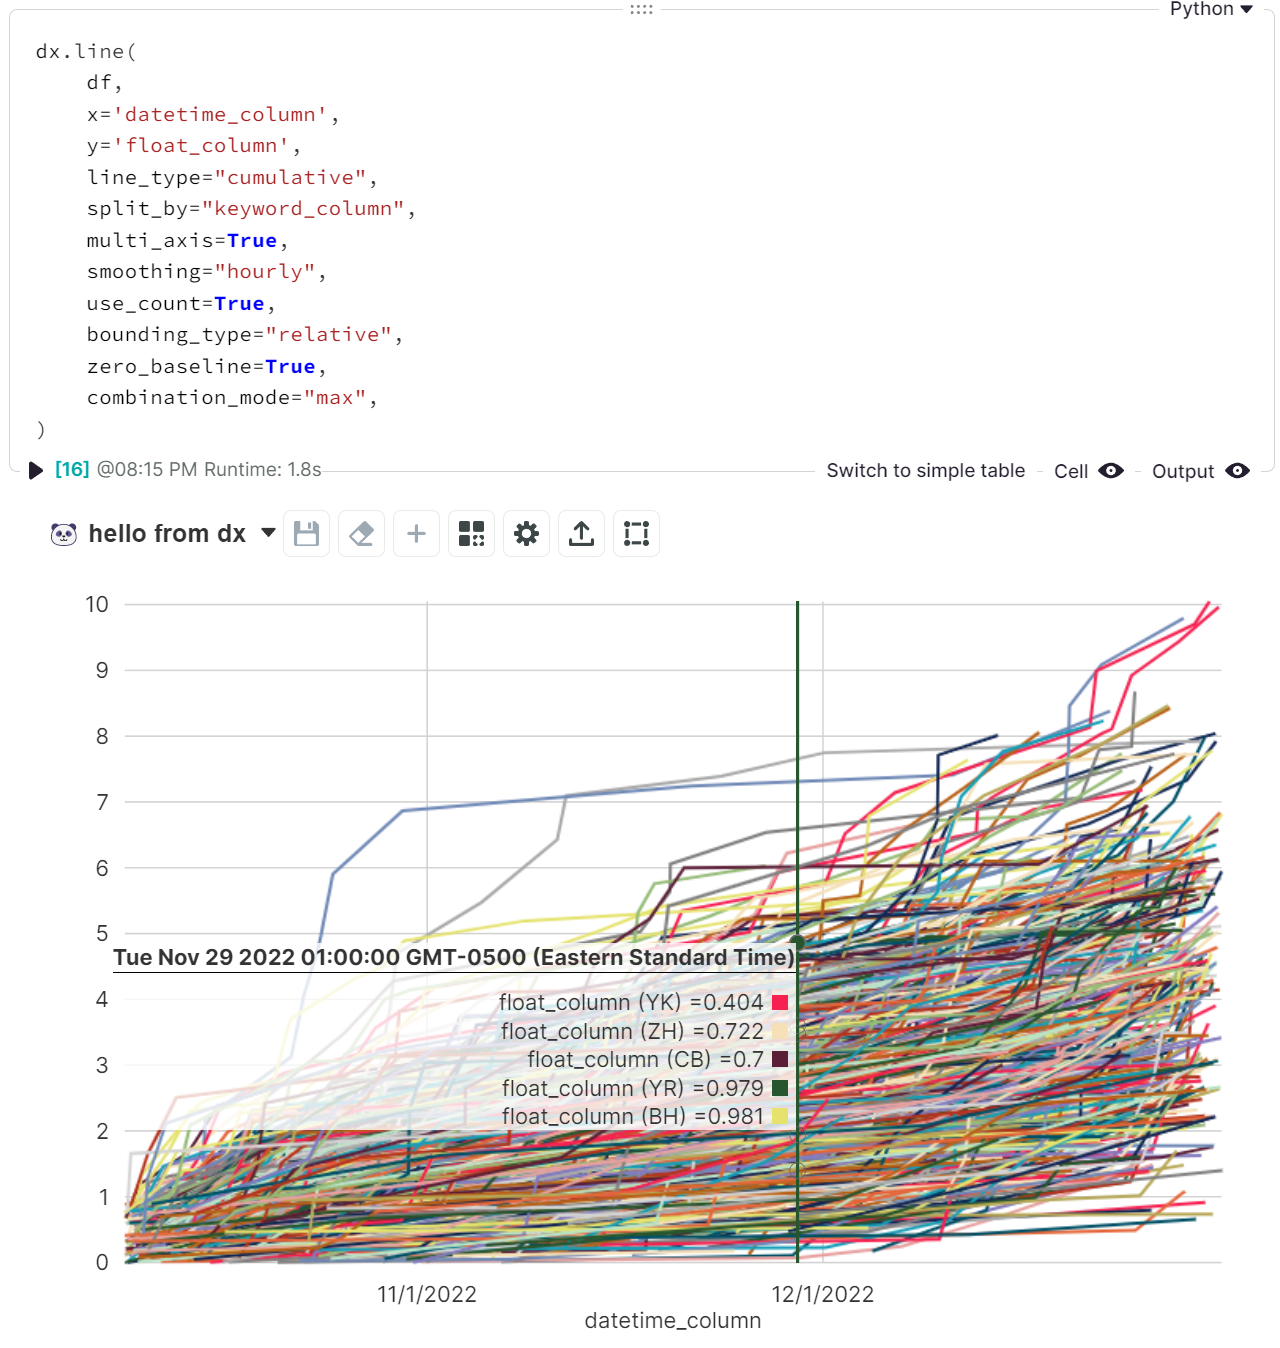 Python
dx.line(
    df,
    x='datetime_column',
    y='float_column',
    line_type="cumulative",
    split_by="keyword_column",
    multi_axis=True,
    smoothing="hourly",
    use_count=True,
    bounding_type="relative",
    zero_baseline=True,
    combination_mode="max",
)
[16] @08:15 PM Runtime: 1.8s Switch to simple table Cell Output
hello from dx
10
9
8
7
6
5
Tue Nov 29 2022 01:00:00 GMT-0500 (Eastern Standard Time)
4
float_column (YK) =0.404
float_column (ZH) =0.722
3
float_column (CB) =0.7
float_column (YR) =0.979
float_column (BH) =0.981
2
1
0
11/1/2022 12/1/2022
datetime_column